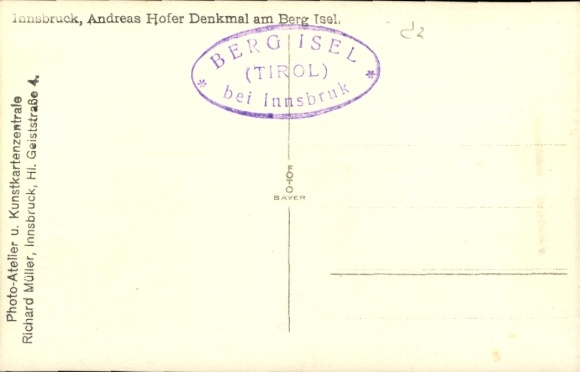 Innsbruck, Andreas Hofer Denkmal am Berg Isel.
* BERG ISEL *
(TIROL)
bei Innsbruk
Photo-Atelier u. Kunstkartenzentrale
Richard Müller, Innsbruck, Hl. Geiststraße 4.
FOTO
BAYER